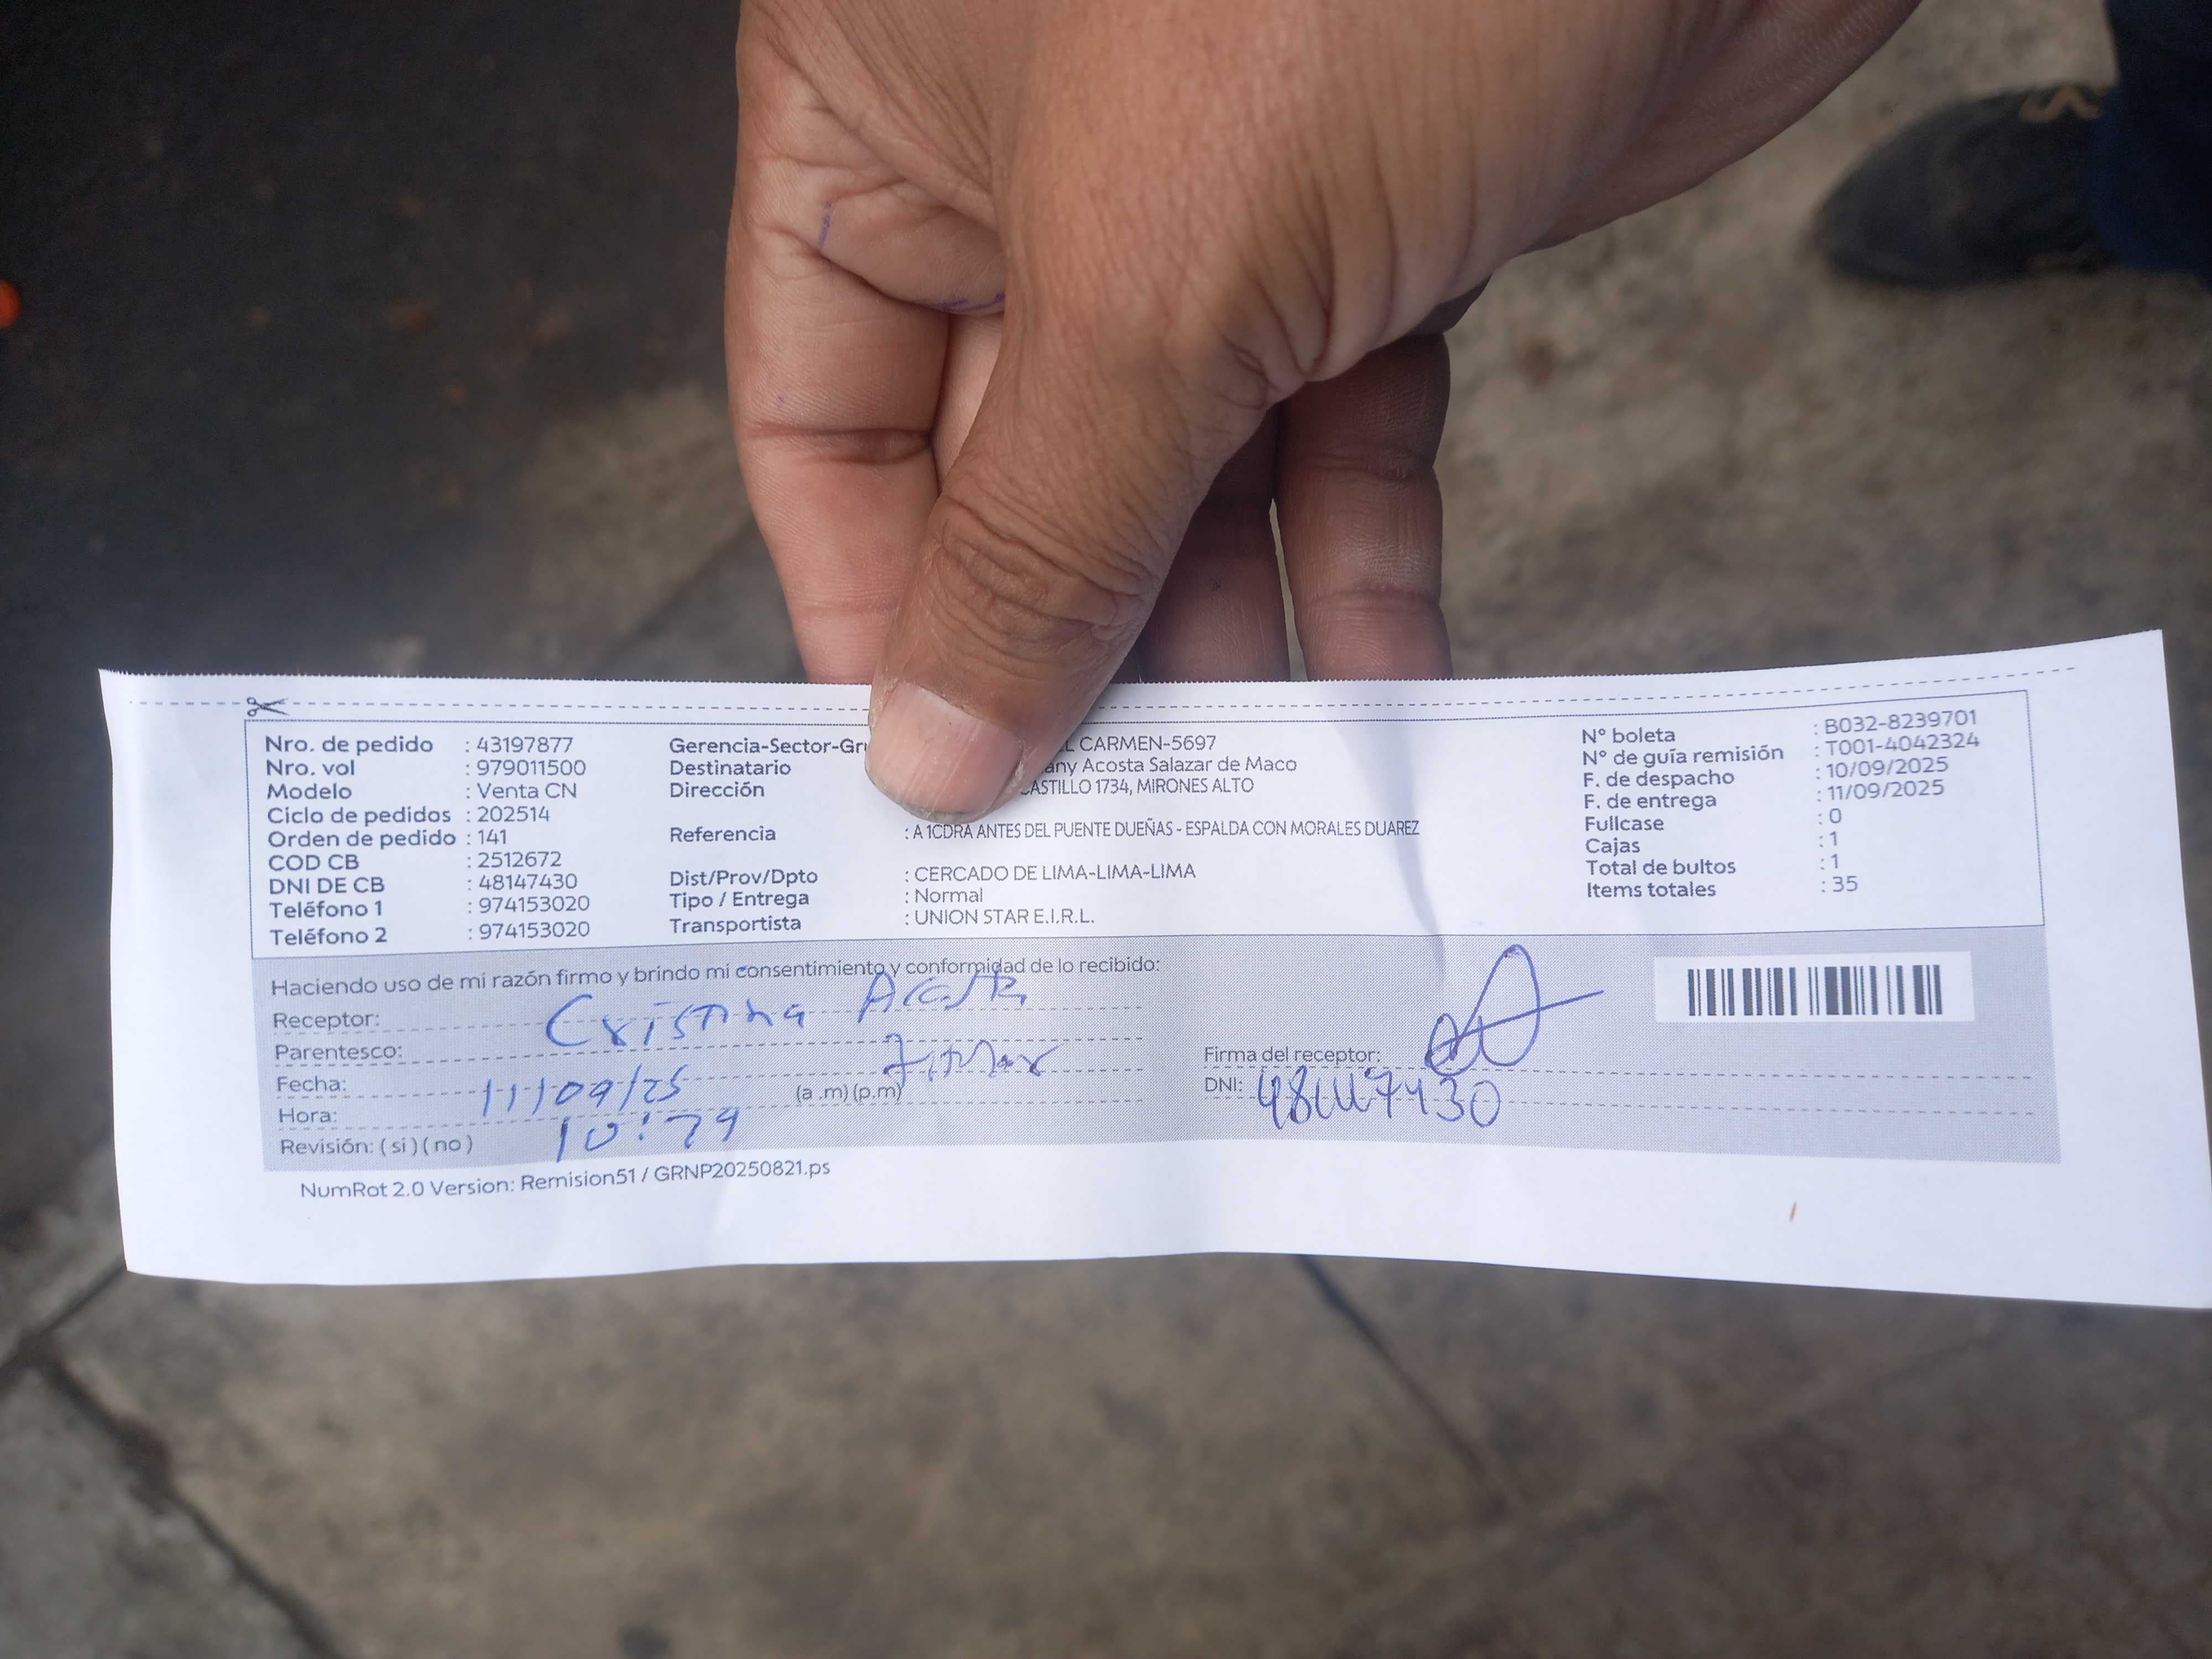 Nro. de pedido : 43197877
Nro. vol : 979011500
Modelo : Venta CN
Ciclo de pedidos : 202514
Orden de pedido : 141
COD CB : 2512672
DNI DE CB : 48147430
Teléfono 1 : 974153020
Teléfono 2 : 974153020
Gerencia-Sector-Gr CARMEN-5697
Destinatario Acosta Salazar de Maco
Dirección 1734, MIRONES ALTO
Referencia : A 1CDRA ANTES DEL PUENTE DUEÑAS - ESPALDA CON MORALES DUAREZ
Dist/Prov/Dpto : CERCADO DE LIMA-LIMA-LIMA
Tipo / Entrega : Normal
Transportista : UNION STAR E.I.R.L.
N° boleta : B032-8239701
N° de guía remisión : T001-4042324
F. de despacho : 10/09/2025
F. de entrega : 11/09/2025
Fullcase : 0
Cajas : 1
Total de bultos : 1
Items totales : 35
Haciendo uso de mi razón firmo y brindo mi consentimiento y conformidad de lo recibido:
Receptor: Cristina Acosta
Parentesco:
Fecha: 11/09/25 (a .m) (p.m)
Hora:
Revisión: ( si ) ( no )
Firma del receptor:
DNI: 48147430
NumRot 2.0 Version: Remision51 / GRNP20250821.ps